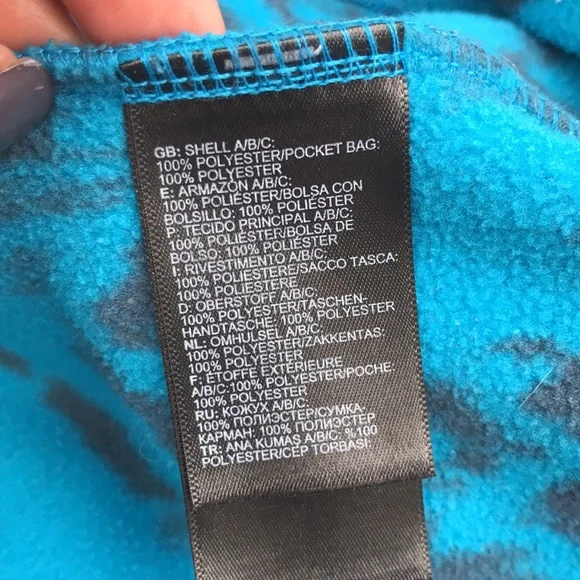 GB: SHELL A/B/C:
100% POLYESTER/POCKET BAG:
100% POLYESTER
E: ARMAZÓN A/B/C:
100% POLIÉSTER/BOLSA CON
BOLSILLO: 100% POLIÉSTER
P: TECIDO PRINCIPAL A/B/C:
100% POLIÉSTER/BOLSA DE
BOLSO: 100% POLIÉSTER
I: RIVESTIMENTO A/B/C:
100% POLIESTERE/SACCO TASCA:
100% POLIESTERE
D: OBERSTOFF A/B/C:
100% POLYESTER/TASCHEN-
HANDTASCHE: 100% POLYESTER
NL: OMHULSEL A/B/C:
100% POLYESTER/ZAKKENTAS:
100% POLYESTER
F: ÉTOFFE EXTÉRIEURE
A/B/C:100% POLYESTER/POCHE:
100% POLYESTER
RU: КОЖУХ A/B/C:
100% ПОЛИЭСТЕР/СУМКА
КАРМАН: 100% ПОЛИЭСТЕР
TR: ANA KUMAŞ A/B/C: %100
POLYESTER/CEP TORBASI: